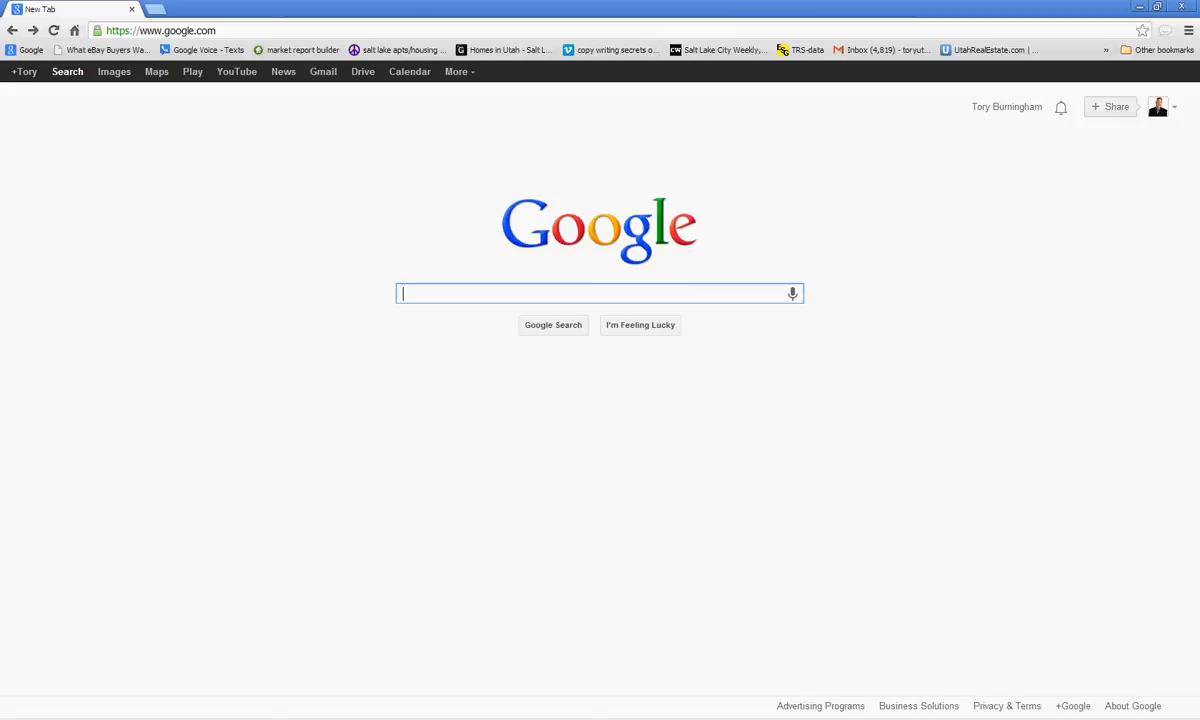 New Tab
https://www.google.com
Google What eBay Buyers Wa... Google Voice - Texts market report builder salt lake apts/housing ... Homes in Utah - Salt L... copy writing secrets o... Salt Lake City Weekly,... TRS-data Inbox (4,819) - toryut... UtahRealEstate.com | ... » Other bookmarks
+Tory Search Images Maps Play YouTube News Gmail Drive Calendar More
Tory Burningham + Share
Google
Google Search I'm Feeling Lucky
Advertising Programs Business Solutions Privacy & Terms +Google About Google